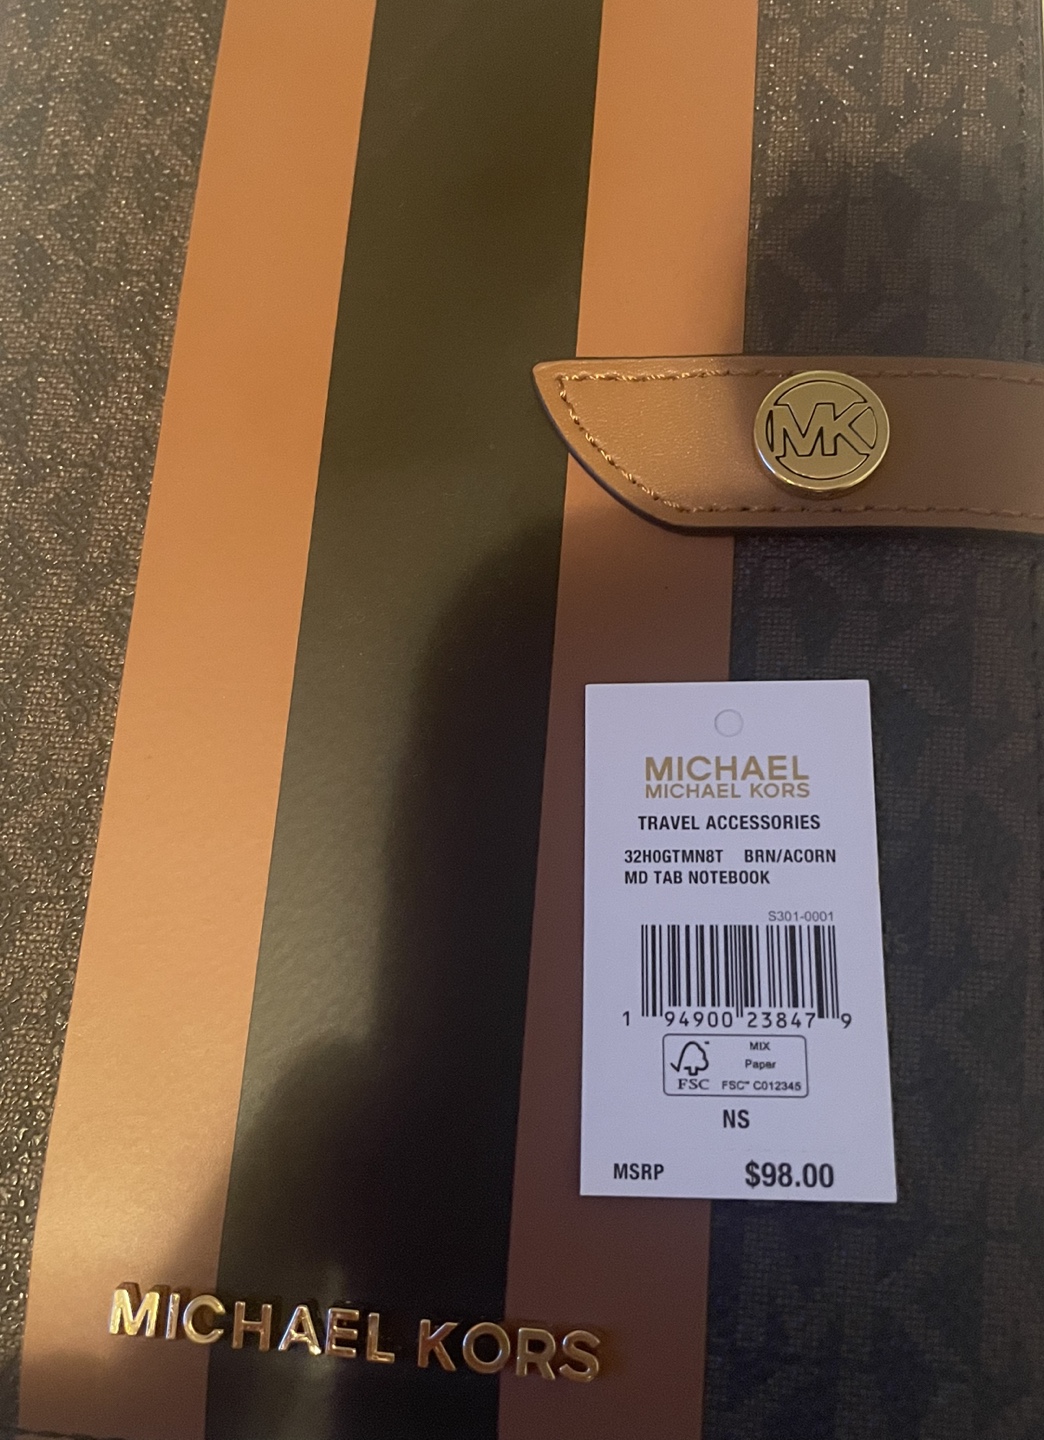 MK
MICHAEL
MICHAEL KORS
TRAVEL ACCESSORIES
32H0GTMN8T BRN/ACORN
MD TAB NOTEBOOK
S301-0001
1 94900 23847 9
FSC
MIX
Paper
FSC™ C012345
NS
MSRP $98.00
MICHAEL KORS